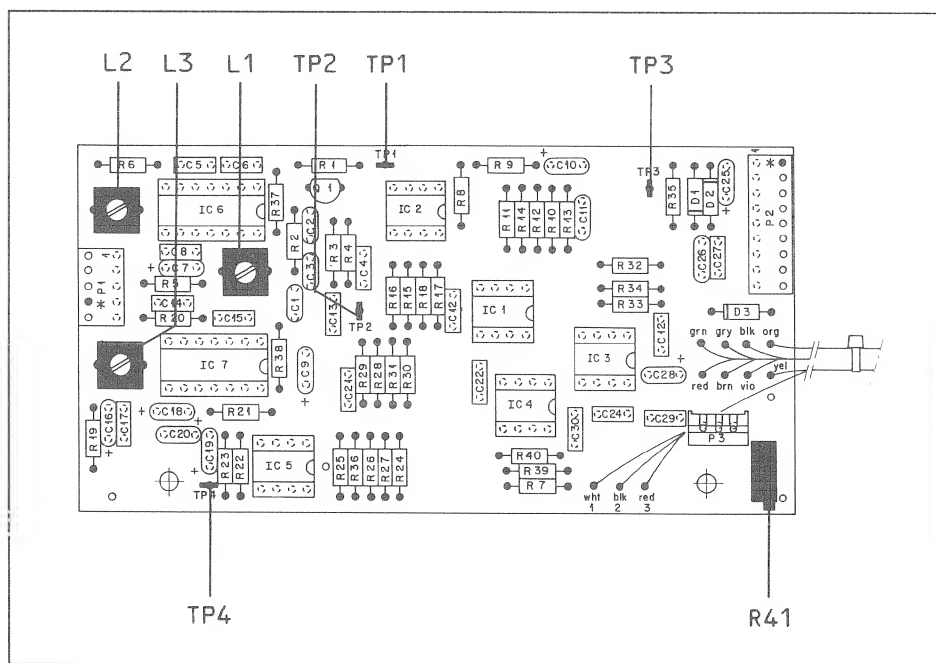 L2 L3 L1 TP2 TP1 TP3
R6 C5 C6 R1 TP1 R9 + C10 1
IC 6 R37 Q1 IC 2 R8 TP3 R35 D1 D2 + C25 * P2
R11 R14 R12 R10 R13 C11
C2 R2 R3 R4 C4 C3
C8 + C7 R5 C26 C27 R32
P1 1 * C14 R20 C15 C1 C13 TP2 R16 R15 R18 R17 C12 IC 1 R34 R33 D3
grn gry blk org
IC 7 R38 C9 + C21 R29 R28 R31 R30 C22 IC 3 C12 + C28 red brn vio yel
R19 C16 + C17 + C18 R21 C20 + IC 4 C30 C24 C29 P3
+ C19 R23 R22 IC 5 R25 R36 R26 R27 R24 R40
R39
TP4 R7 wht blk red
1 2 3
TP4 R41